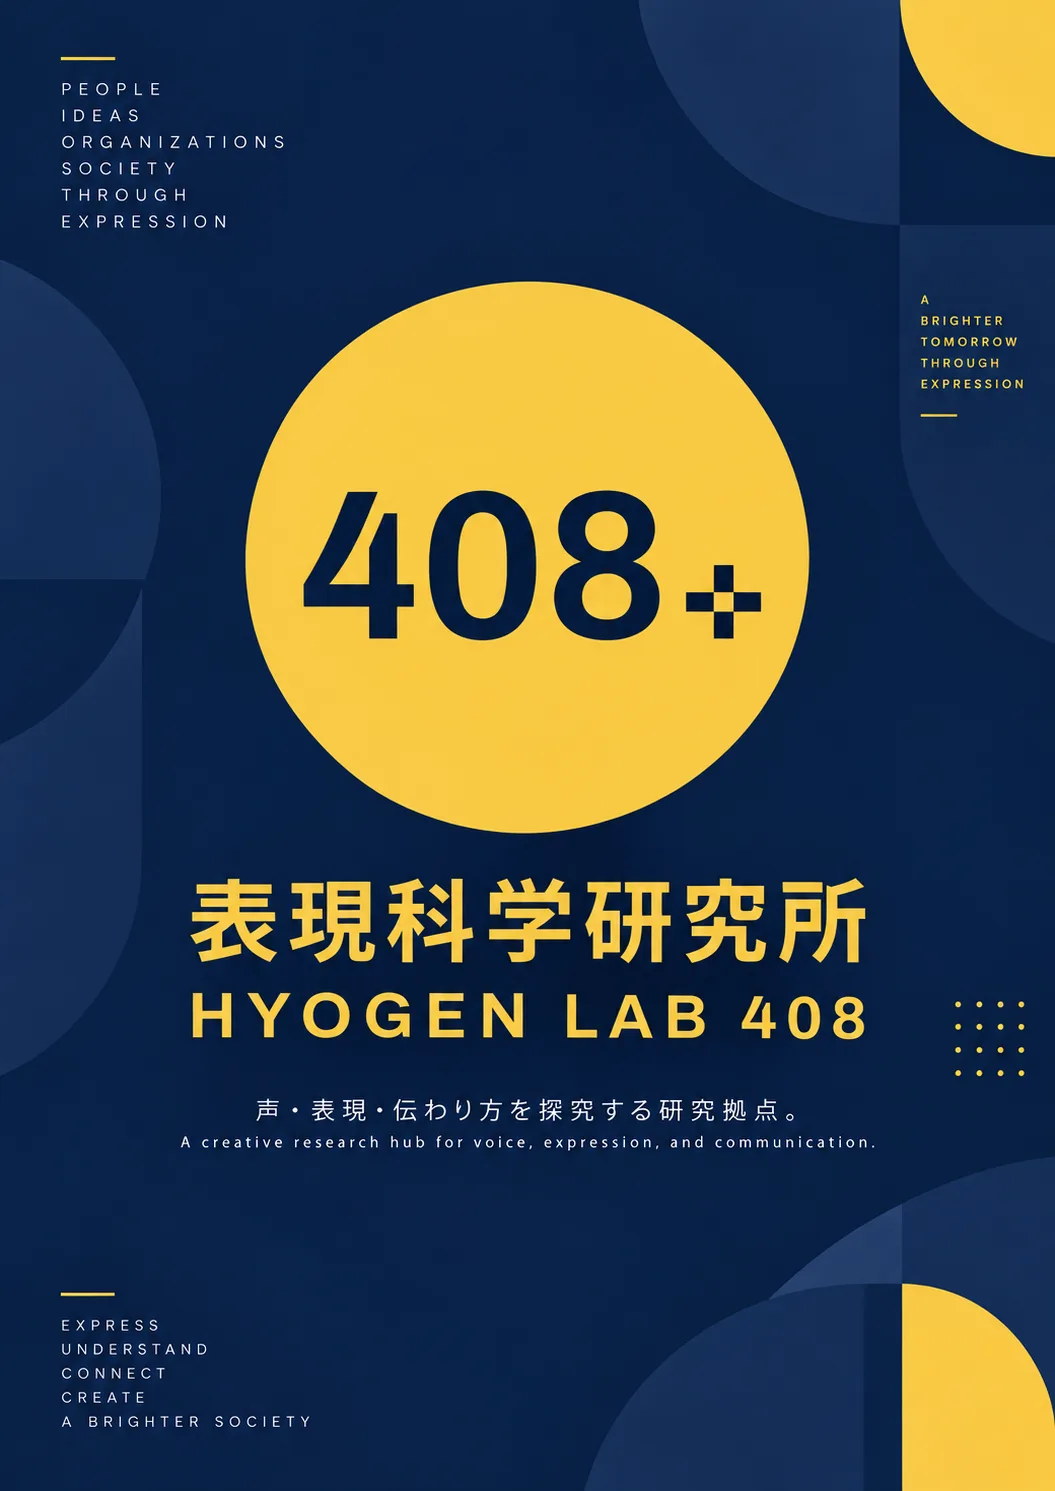 PEOPLE
IDEAS
ORGANIZATIONS
SOCIETY
THROUGH
EXPRESSION
A
BRIGHTER
TOMORROW
THROUGH
EXPRESSION
408+
表現科学研究所
HYOGEN LAB 408
声・表現・伝わり方を探究する研究拠点。
A creative research hub for voice, expression, and communication.
EXPRESS
UNDERSTAND
CONNECT
CREATE
A BRIGHTER SOCIETY